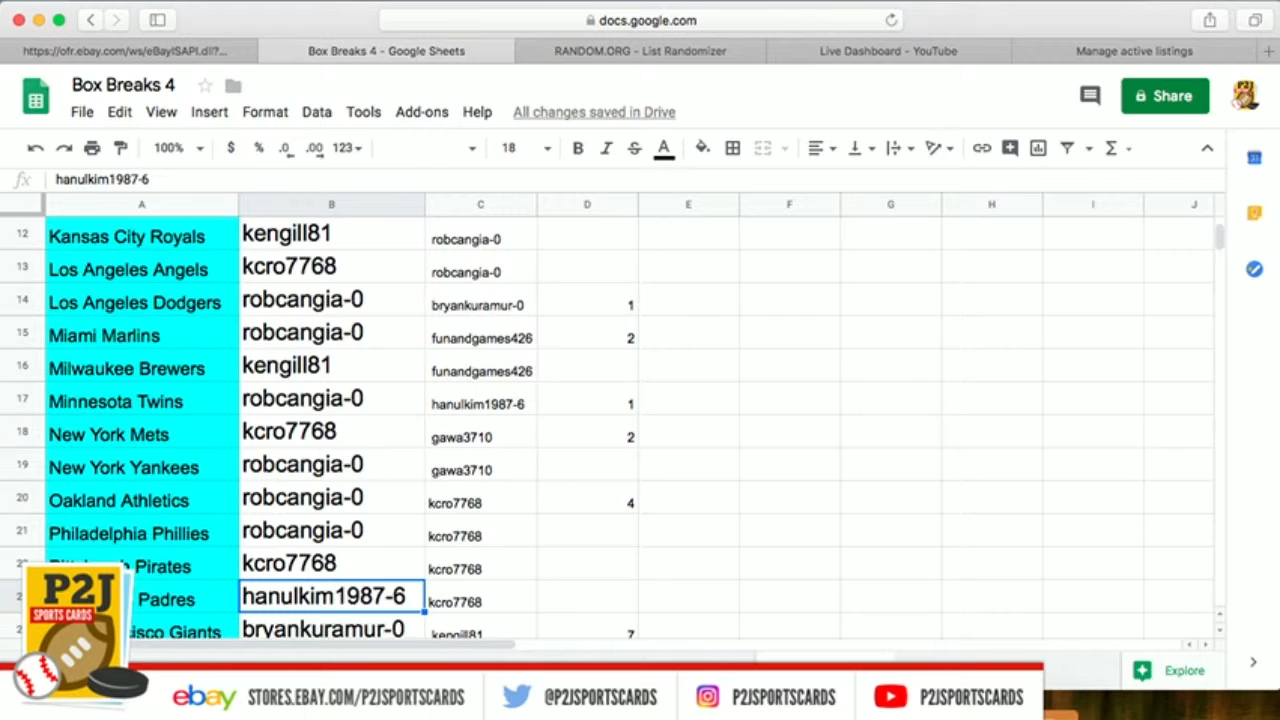 docs.google.com
https://ofr.ebay.com/ws/eBayISAPI.dll?...
Box Breaks 4 - Google Sheets
RANDOM.ORG - List Randomizer
Live Dashboard - YouTube
Manage active listings
Box Breaks 4
File Edit View Insert Format Data Tools Add-ons Help All changes saved in Drive
Share
100% $ % .0 .00 123 18 B I S A
fx hanulkim1987-6
A B C D E F G H I J
12 Kansas City Royals kengill81 robcangia-0
13 Los Angeles Angels kcro7768 robcangia-0
14 Los Angeles Dodgers robcangia-0 bryankuramur-0 1
15 Miami Marlins robcangia-0 funandgames426 2
16 Milwaukee Brewers kengill81 funandgames426
17 Minnesota Twins robcangia-0 hanulkim1987-6 1
18 New York Mets kcro7768 gawa3710 2
19 New York Yankees robcangia-0 gawa3710
20 Oakland Athletics robcangia-0 kcro7768 4
21 Philadelphia Phillies robcangia-0 kcro7768
Pirates kcro7768 kcro7768
Padres hanulkim1987-6 kcro7768
isco Giants bryankuramur-0 kengill81 7
P2J
SPORTS CARDS
Explore
ebay STORES.EBAY.COM/P2JSPORTSCARDS @P2JSPORTSCARDS P2JSPORTSCARDS P2JSPORTSCARDS